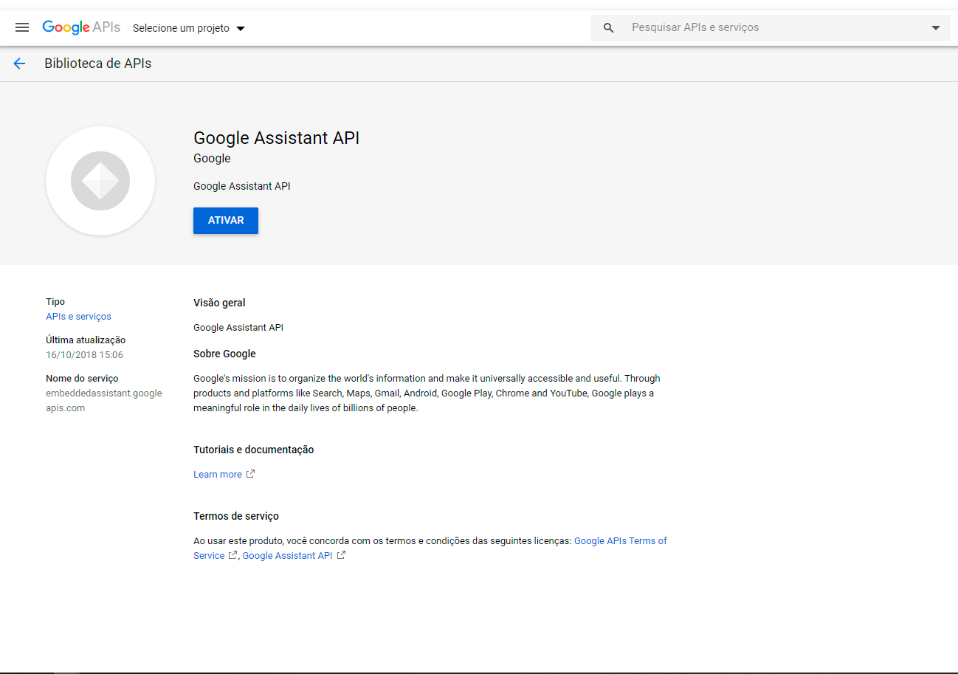 Google APIs Selecione um projeto
Pesquisar APIs e serviços
Biblioteca de APIs
Google Assistant API
Google
Google Assistant API
ATIVAR
Tipo
APIs e serviços
Última atualização
16/10/2018 15:06
Nome do serviço
embeddedassistant.google
apis.com
Visão geral
Google Assistant API
Sobre Google
Google's mission is to organize the world's information and make it universally accessible and useful. Through
products and platforms like Search, Maps, Gmail, Android, Google Play, Chrome and YouTube, Google plays a
meaningful role in the daily lives of billions of people.
Tutoriais e documentação
Learn more
Termos de serviço
Ao usar este produto, você concorda com os termos e condições das seguintes licenças: Google APIs Terms of
Service , Google Assistant API